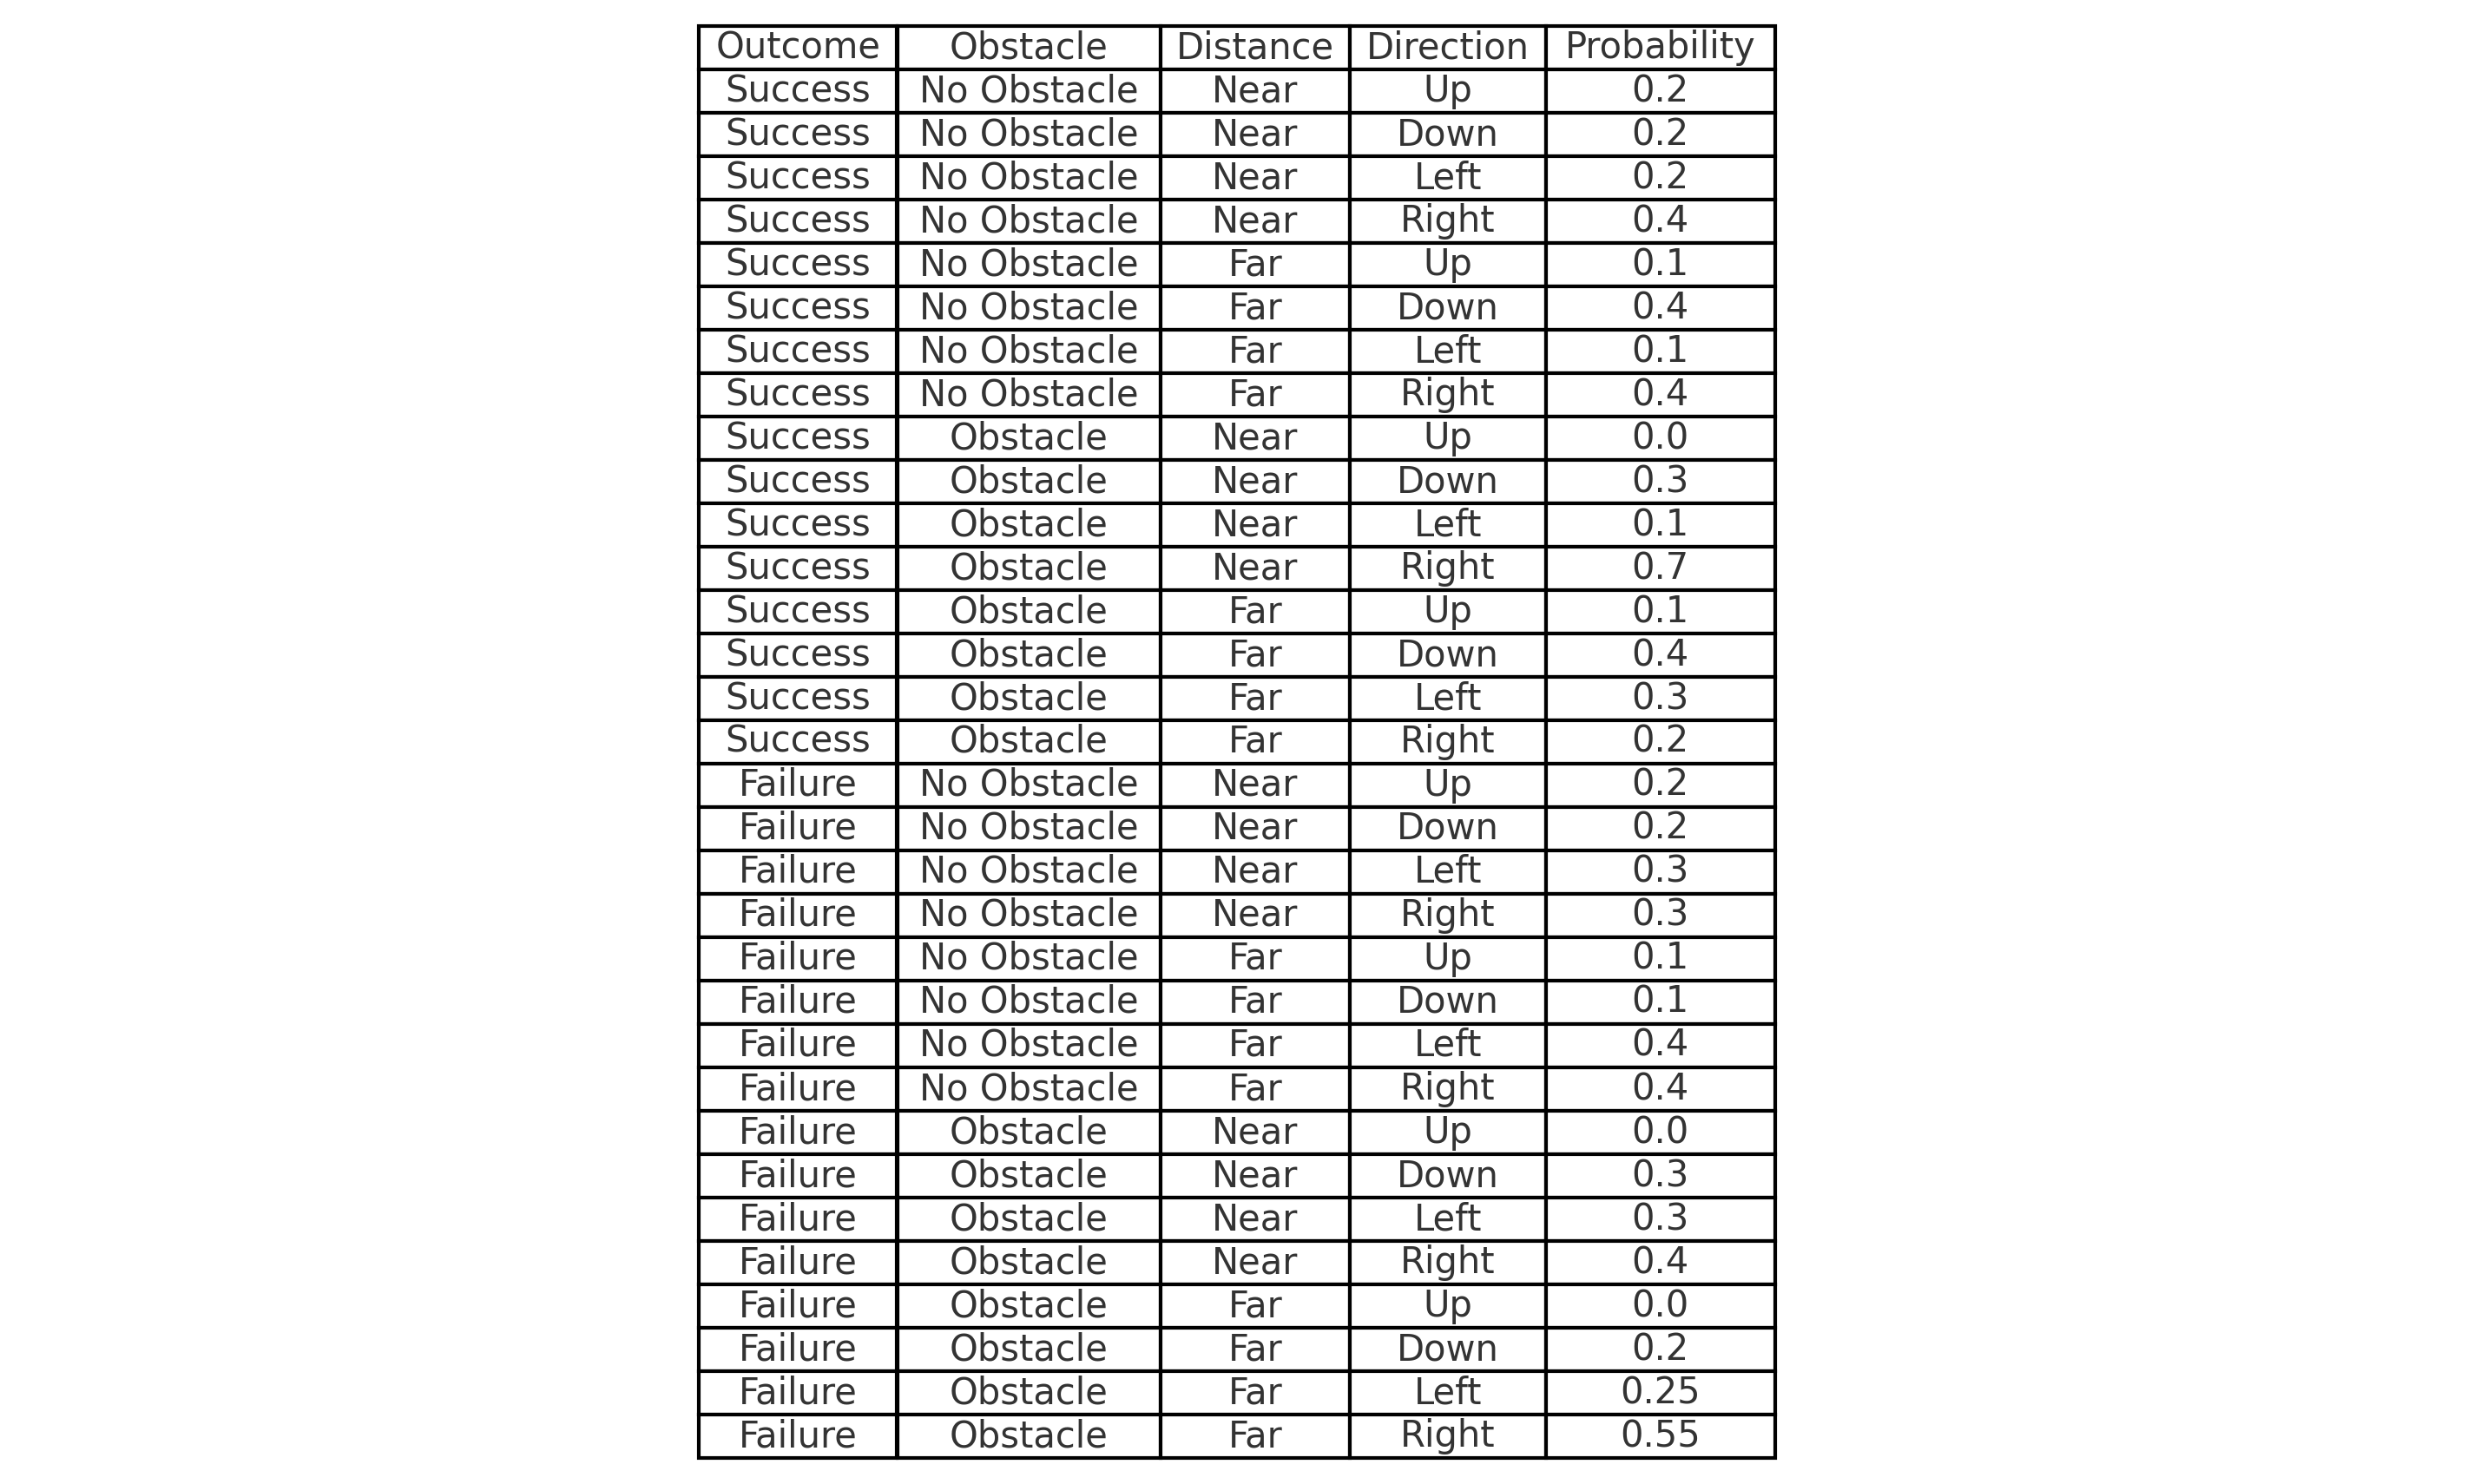 Outcome Obstacle Distance Direction Probability
Success No Obstacle Near Up 0.2
Success No Obstacle Near Down 0.2
Success No Obstacle Near Left 0.2
Success No Obstacle Near Right 0.4
Success No Obstacle Far Up 0.1
Success No Obstacle Far Down 0.4
Success No Obstacle Far Left 0.1
Success No Obstacle Far Right 0.4
Success Obstacle Near Up 0.0
Success Obstacle Near Down 0.3
Success Obstacle Near Left 0.1
Success Obstacle Near Right 0.7
Success Obstacle Far Up 0.1
Success Obstacle Far Down 0.4
Success Obstacle Far Left 0.3
Success Obstacle Far Right 0.2
Failure No Obstacle Near Up 0.2
Failure No Obstacle Near Down 0.2
Failure No Obstacle Near Left 0.3
Failure No Obstacle Near Right 0.3
Failure No Obstacle Far Up 0.1
Failure No Obstacle Far Down 0.1
Failure No Obstacle Far Left 0.4
Failure No Obstacle Far Right 0.4
Failure Obstacle Near Up 0.0
Failure Obstacle Near Down 0.3
Failure Obstacle Near Left 0.3
Failure Obstacle Near Right 0.4
Failure Obstacle Far Up 0.0
Failure Obstacle Far Down 0.2
Failure Obstacle Far Left 0.25
Failure Obstacle Far Right 0.55